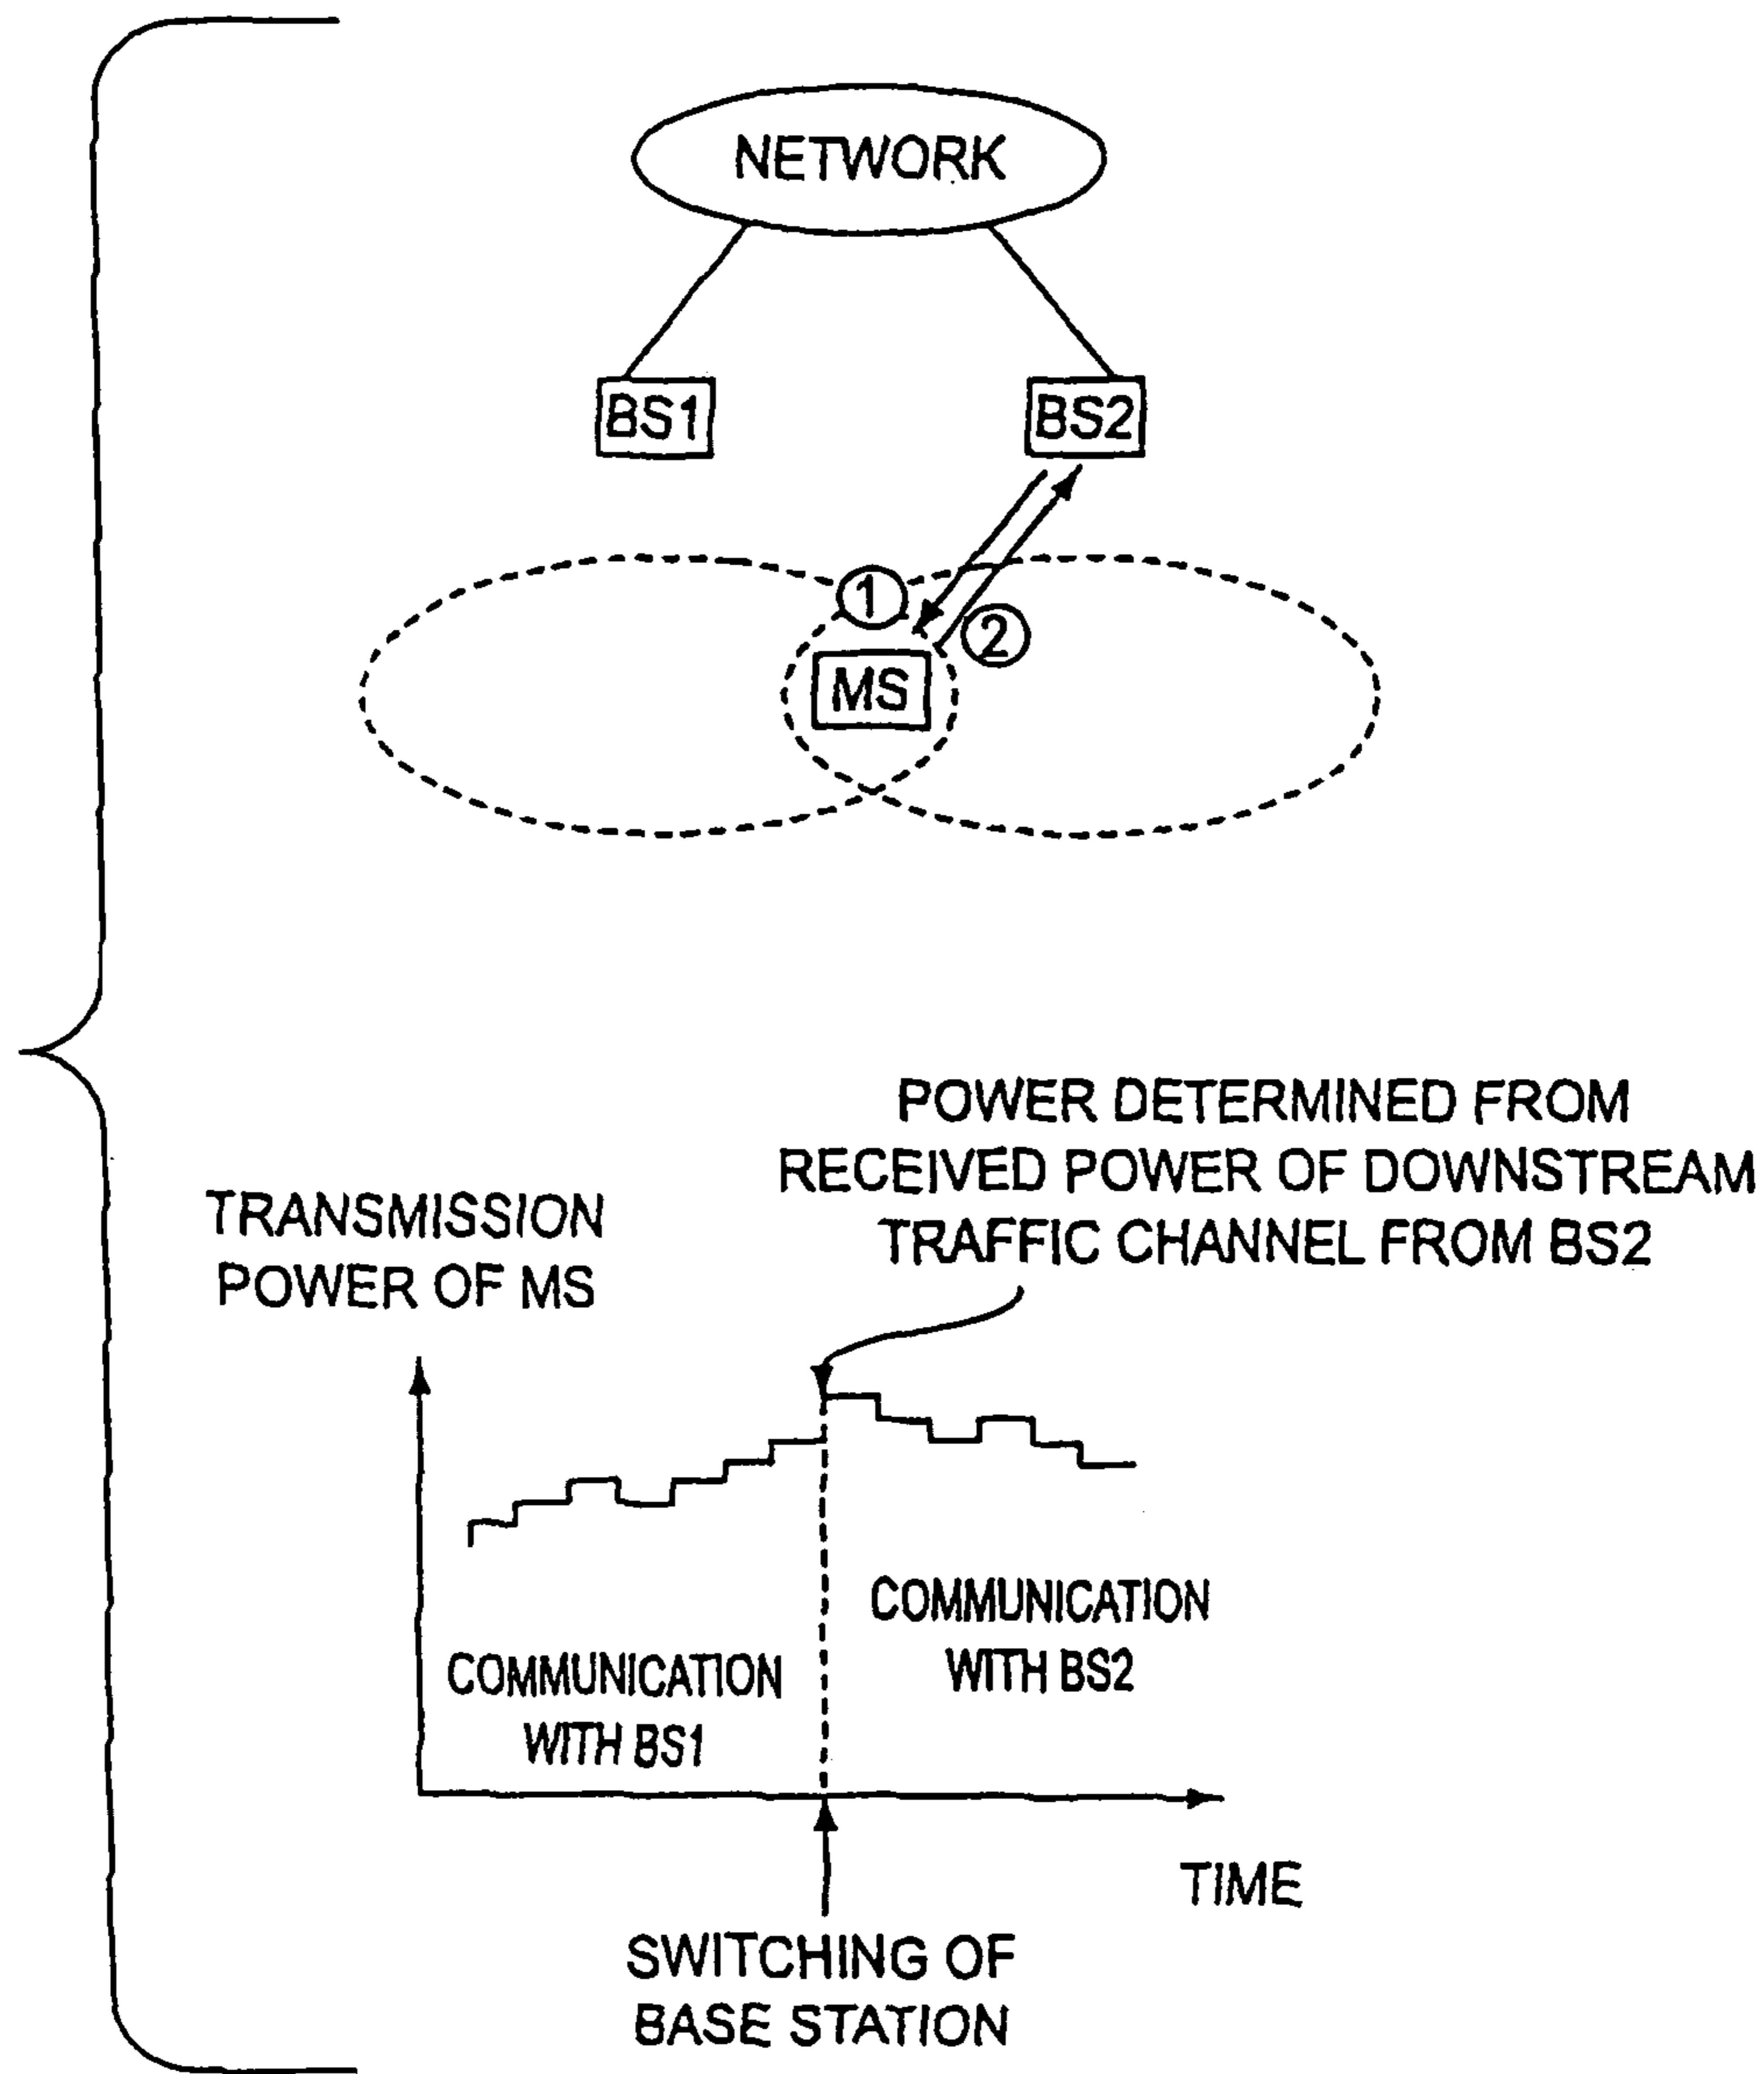 NETWORK
BS1
BS2
1
2
MS
POWER DETERMINED FROM
RECEIVED POWER OF DOWNSTREAM
TRAFFIC CHANNEL FROM BS2
TRANSMISSION
POWER OF MS
COMMUNICATION
WITH BS1
COMMUNICATION
WITH BS2
TIME
SWITCHING OF
BASE STATION